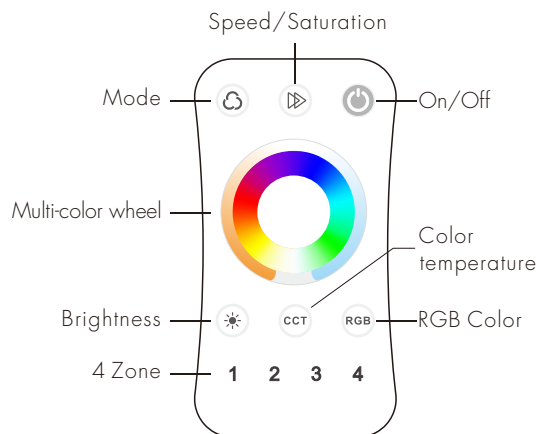 Speed/Saturation
Mode
On/Off
Multi-color wheel
Color
temperature
Brightness
CCT
RGB
RGB Color
4 Zone
1 2 3 4